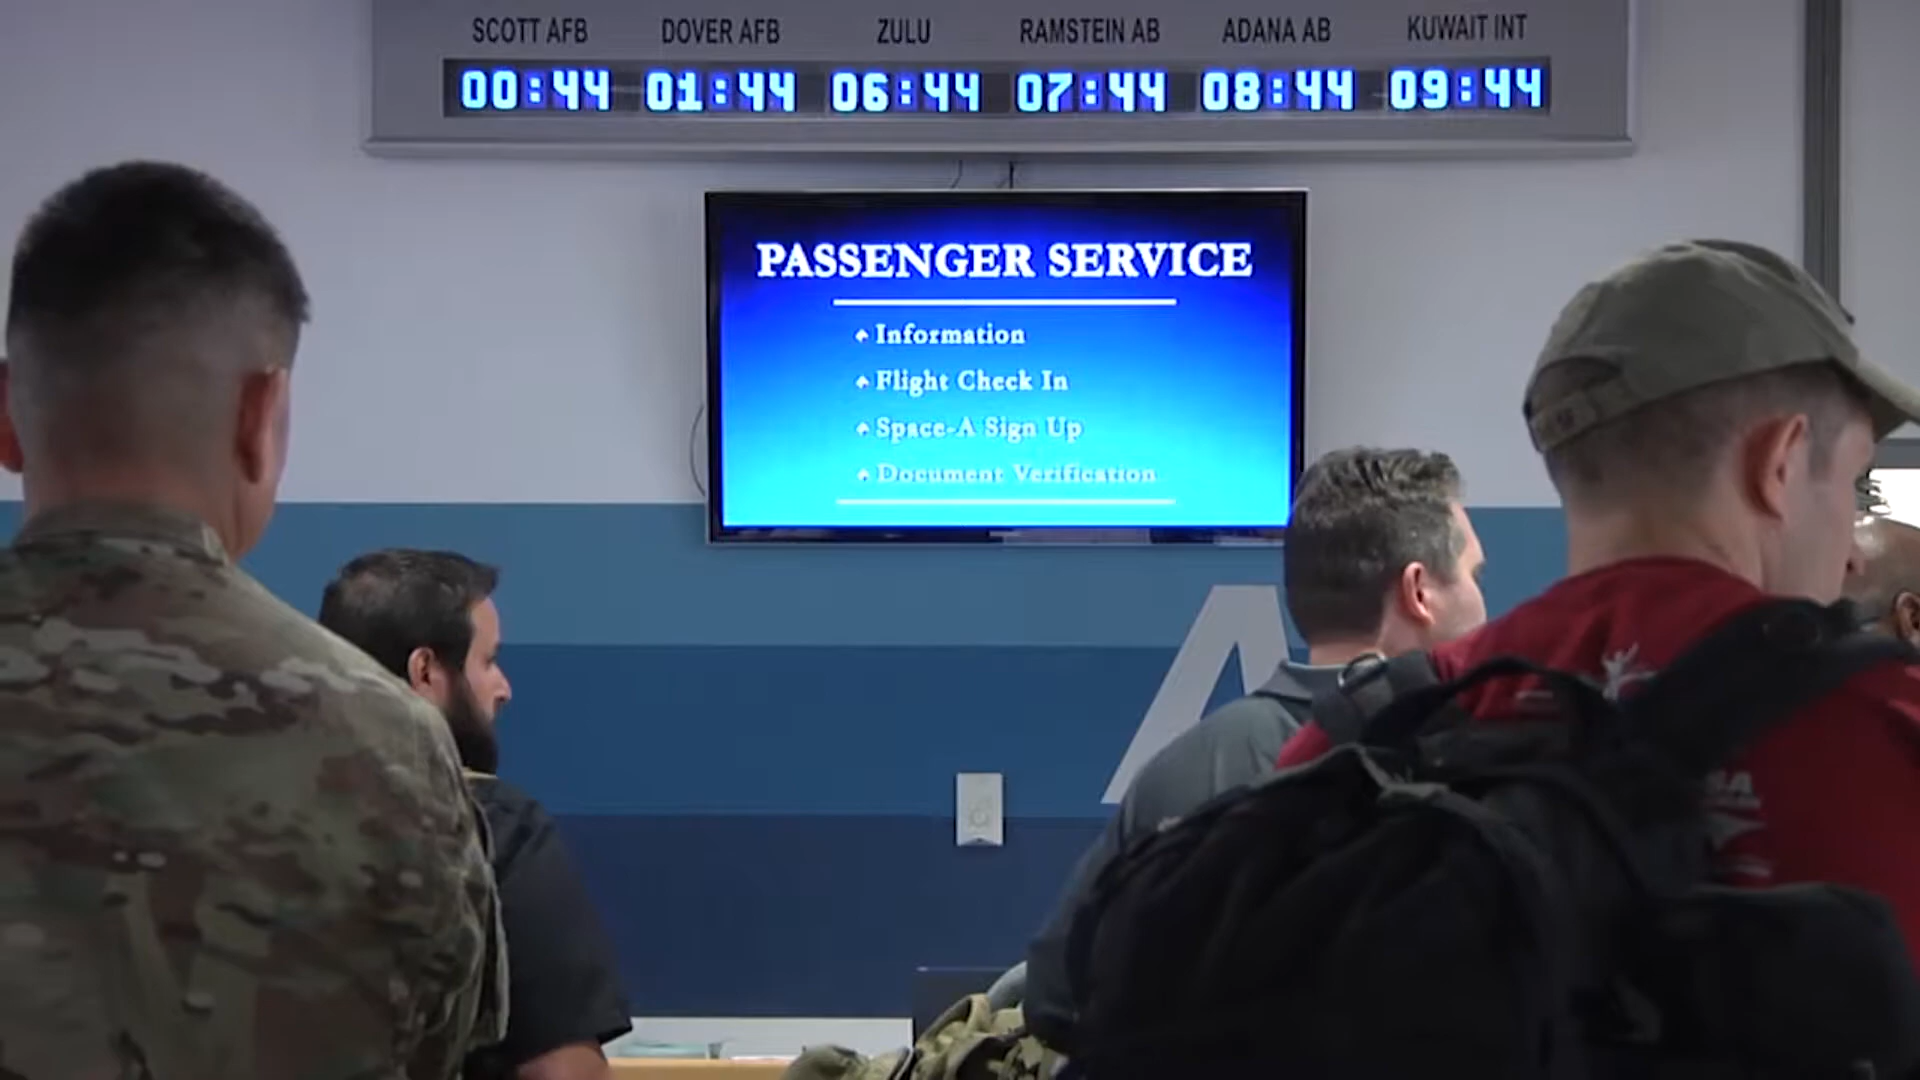 SCOTT AFB DOVER AFB ZULU RAMSTEIN AB ADANA AB KUWAIT INT
00:44 01:44 06:44 07:44 08:44 09:44
PASSENGER SERVICE
Information
Flight Check In
Space-A Sign Up
Document Verification
A